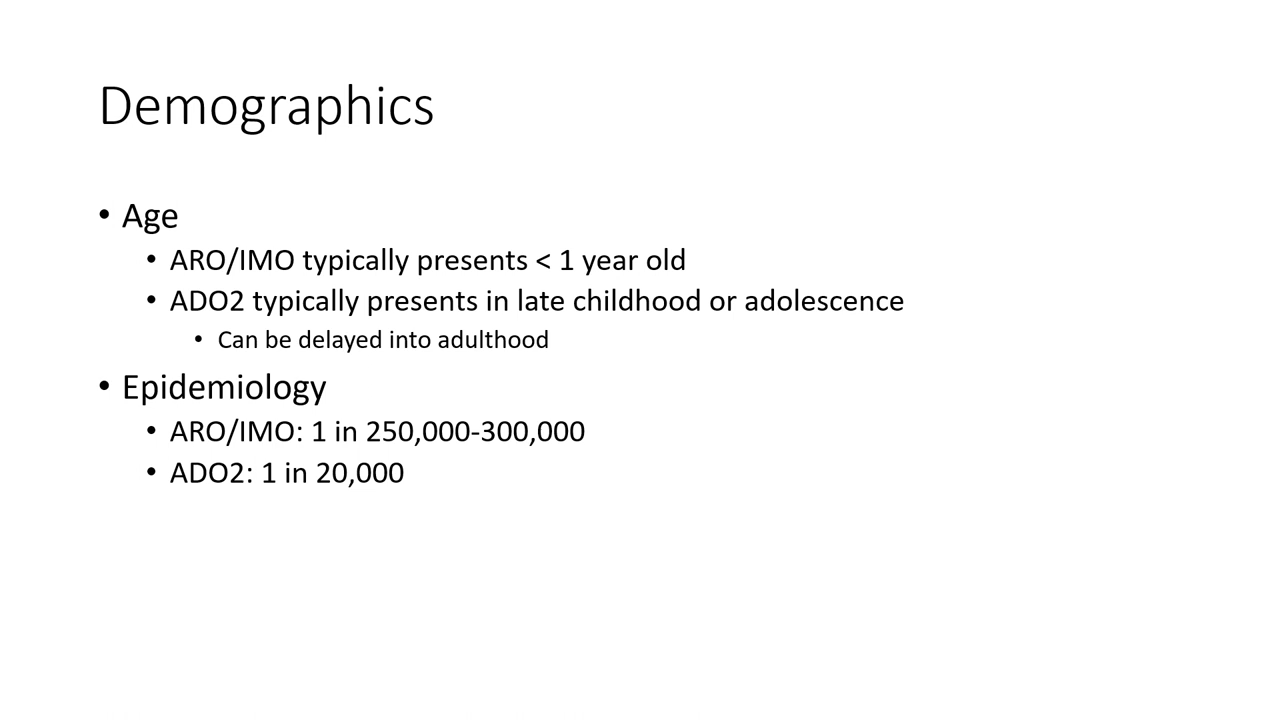 Demographics
• Age
• ARO/IMO typically presents < 1 year old
• ADO2 typically presents in late childhood or adolescence
• Can be delayed into adulthood
• Epidemiology
• ARO/IMO: 1 in 250,000-300,000
• ADO2: 1 in 20,000